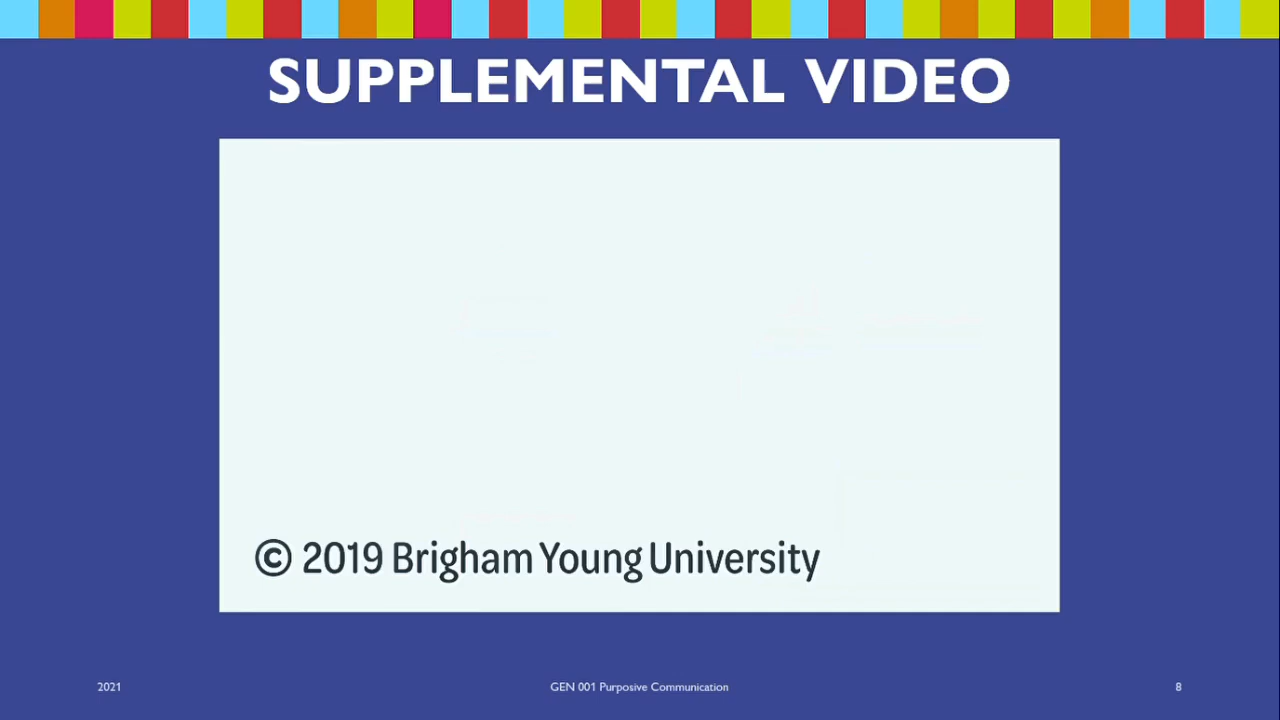 SUPPLEMENTAL VIDEO
© 2019 Brigham Young University
2021
GEN 001 Purposive Communication
8